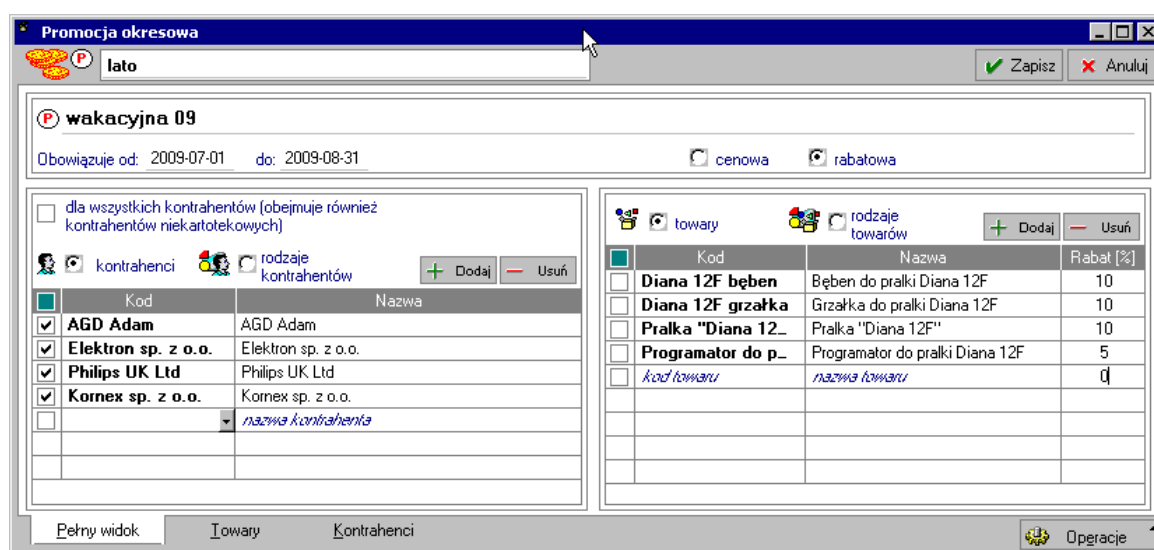 Promocja okresowa
P lato Zapisz Anuluj
P wakacyjna 09
Obowiązuje od: 2009-07-01 do: 2009-08-31 cenowa rabatowa
dla wszystkich kontrahentów (obejmuje również
kontrahentów niekartotekowych)
kontrahenci rodzaje
kontrahentów Dodaj Usuń
Kod Nazwa
AGD Adam AGD Adam
Elektron sp. z o.o. Elektron sp. z o.o.
Philips UK Ltd Philips UK Ltd
Kornex sp. z o.o. Kornex sp. z o.o.
nazwa kontrahenta
towary rodzaje
towarów Dodaj Usuń
Kod Nazwa Rabat [%]
Diana 12F bęben Bęben do pralki Diana 12F 10
Diana 12F grzałka Grzałka do pralki Diana 12F 10
Pralka "Diana 12... Pralka "Diana 12F" 10
Programator do p... Programator do pralki Diana 12F 5
kod towaru nazwa towaru 0
Pełny widok Towary Kontrahenci Operacje